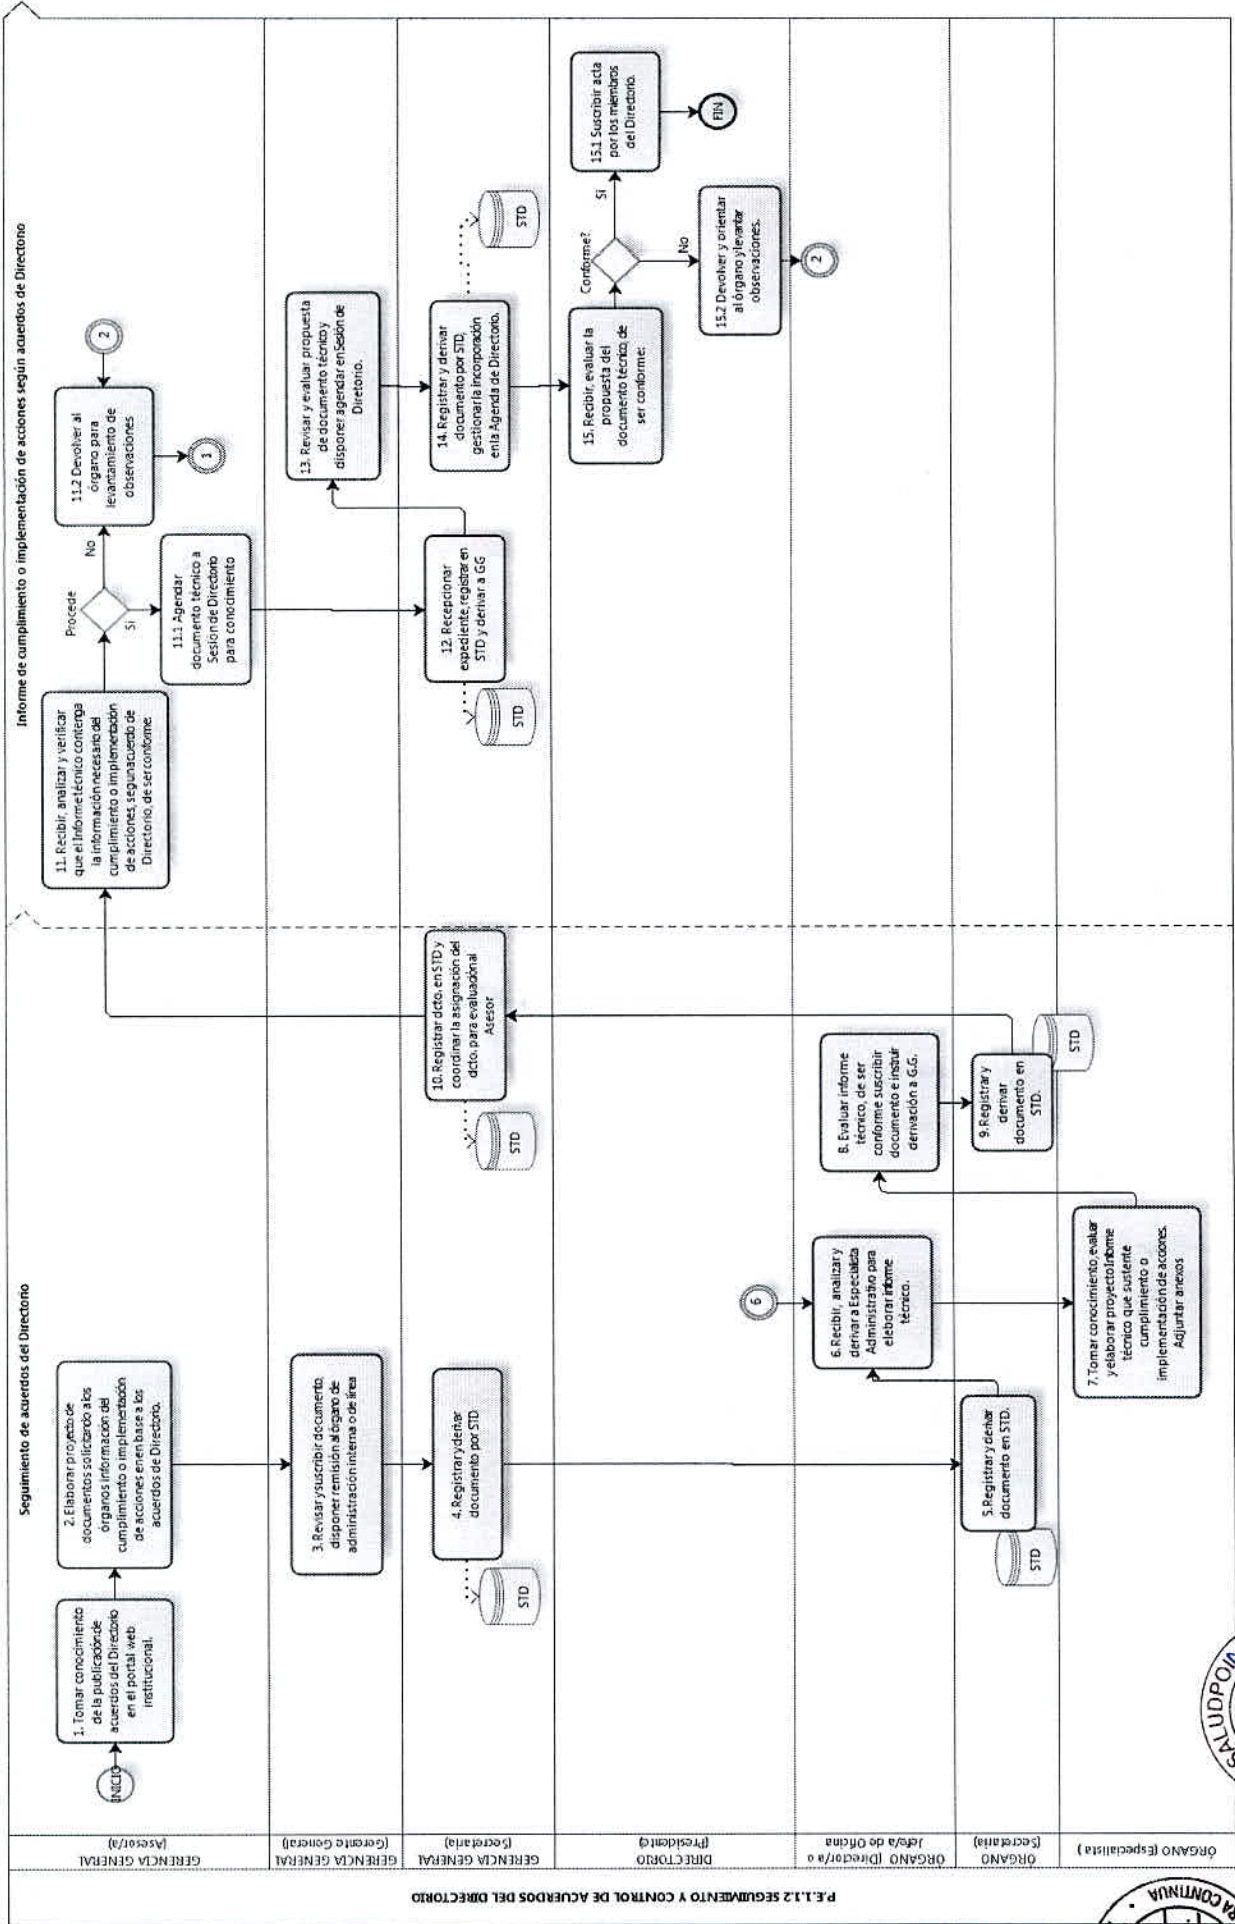 P.E.1.1.2 SEGUIMIENTO Y CONTROL DE ACUERDOS DEL DIRECTORIO
GERENCIA GENERAL
(Asesor/a)
GERENCIA GENERAL
(Gerente General)
GERENCIA GENERAL
(Secretaria)
DIRECTORIO
(Presidente)
ÓRGANO (Director/a o
Jefe/a de Oficina
ÓRGANO
(Secretaria)
ÓRGANO (Especialista)
Seguimiento de acuerdos del Directorio
INICIO
1. Tomar conocimiento
de la publicación de
acuerdos del Directorio
en el portal web
institucional.
2. Elaborar proyecto de
documentos solicitando a los
órganos información del
cumplimiento o implementación
de acciones en en base a los
acuerdos de Directorio.
3. Revisar y suscribir documento,
disponer remisión al órgano de
administración interna o de línea
4. Registrar y derivar
documento por STD
STD
5. Registrar y derivar
documento en STD.
STD
6
6. Recibir, analizar y
derivar a Especialista
Administrativo para
eleborar informe
técnico.
7. Tomar conocimiento, evaluar
y elaborar proyecto Informe
técnico que sustente
cumplimiento o
implementación de acciones.
Adjuntar anexos
8. Evaluar informe
técnico, de ser
conforme suscribir
documento e instruir
derivación a G.G.
9. Registrar y
derivar
documento en
STD.
STD
10. Registrar dcto. en STD y
coordinar la asignación del
dcto. para evaluación al
Asesor
STD
Informe de cumplimiento o implementación de acciones según acuerdos de Directorio
11. Recibir, analizar y verificar
que el Informe técnico contenga
la información necesario del
cumplimiento o implementación
de acciones, segun acuerdo de
Directorio, de ser conforme:
Procede
No
Si
11.1 Agendar
documento técnico a
Sesión de Directorio
para conocimiento
11.2 Devolver al
órgano para
levantamiento de
observaciones
2
1
12. Recepcionar
expediente, registrar en
STD y derivar a GG
STD
13. Revisar y evaluar propuesta
de documento técnico y
disponer agendar en Sesión de
Diretorio.
14. Registrar y derivar
documento por STD,
gestionar la incorporación
en la Agenda de Directorio.
STD
15. Recibir, evaluar la
propuesta del
documento técnico, de
ser conforme:
Conforme?
Si
No
15.1 Suscribir acta
por los miembros
del Directorio.
FIN
15.2 Devolver y orientar
al órgano y levantar
observaciones.
2
SALUDPOL
CONTINUA